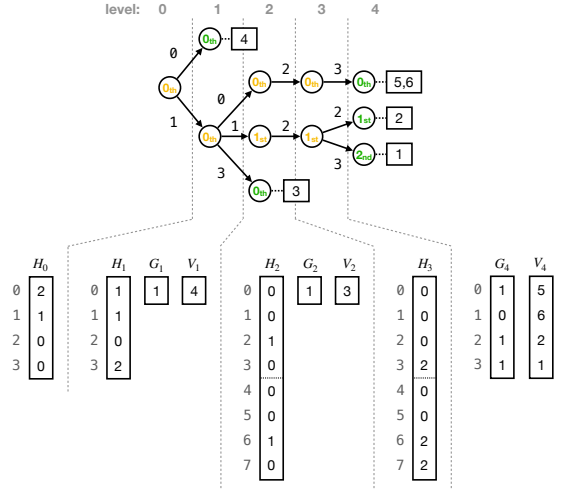 level: 0 1 2 3 4
0th 4
0
0th 2 0th 3 0th 5,6
0th
0
1
2
1st 2
0th 1 1st 2 1st
3
2nd 1
3
0th 3
H0 H1 G1 V1 H2 G2 V2 H3 G4 V4
0 2 0 1 1 4 0 0 1 3 0 0 0 1 5
1 1 1 1 1 0 1 0 1 0 6
2 0 2 0 2 1 2 0 2 1 2
3 0 3 2 3 0 3 2 3 1 1
4 0 4 0
5 0 5 0
6 1 6 2
7 0 7 2